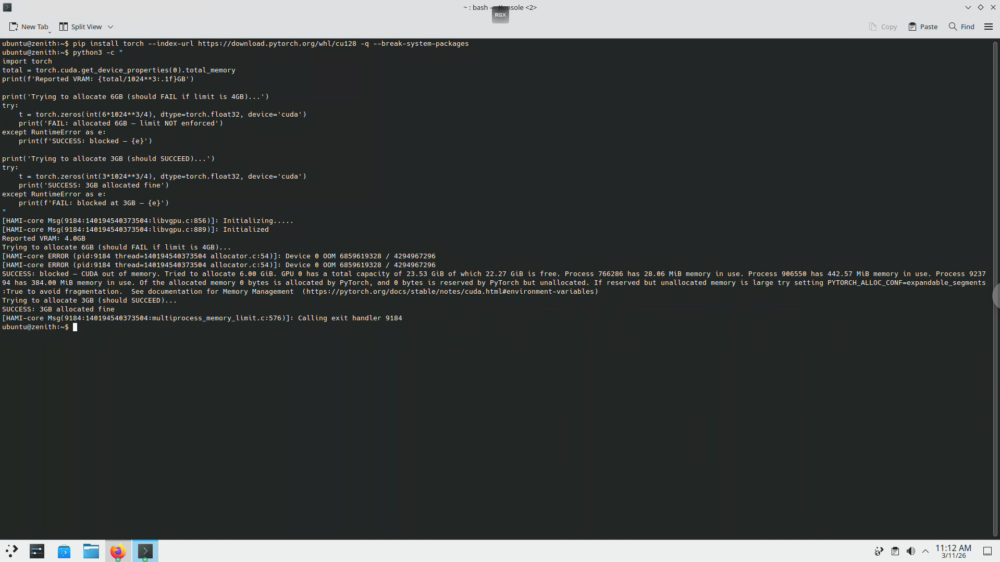 ~ : bash — Konsole <2>
RGX
New Tab
Split View
Copy
Paste
Find
ubuntu@zenith:~$ pip install torch --index-url https://download.pytorch.org/whl/cu128 -q --break-system-packages
ubuntu@zenith:~$ python3 -c "
import torch
total = torch.cuda.get_device_properties(0).total_memory
print(f'Reported VRAM: {total/1024**3:.1f}GB')
print('Trying to allocate 6GB (should FAIL if limit is 4GB)...')
try:
    t = torch.zeros(int(6*1024**3/4), dtype=torch.float32, device='cuda')
    print('FAIL: allocated 6GB — limit NOT enforced')
except RuntimeError as e:
    print(f'SUCCESS: blocked — {e}')
print('Trying to allocate 3GB (should SUCCEED)...')
try:
    t = torch.zeros(int(3*1024**3/4), dtype=torch.float32, device='cuda')
    print('SUCCESS: 3GB allocated fine')
except RuntimeError as e:
    print(f'FAIL: blocked at 3GB — {e}')
"
[HAMI-core Msg(9184:140194540373504:libvgpu.c:856)]: Initializing.....
[HAMI-core Msg(9184:140194540373504:libvgpu.c:889)]: Initialized
Reported VRAM: 4.0GB
Trying to allocate 6GB (should FAIL if limit is 4GB)...
[HAMI-core ERROR (pid:9184 thread=140194540373504 allocator.c:54)]: Device 0 OOM 6859619328 / 4294967296
[HAMI-core ERROR (pid:9184 thread=140194540373504 allocator.c:54)]: Device 0 OOM 6859619328 / 4294967296
SUCCESS: blocked — CUDA out of memory. Tried to allocate 6.00 GiB. GPU 0 has a total capacity of 23.53 GiB of which 22.27 GiB is free. Process 766286 has 28.06 MiB memory in use. Process 906550 has 442.57 MiB memory in use. Process 9237
94 has 384.00 MiB memory in use. Of the allocated memory 0 bytes is allocated by PyTorch, and 0 bytes is reserved by PyTorch but unallocated. If reserved but unallocated memory is large try setting PYTORCH_ALLOC_CONF=expandable_segments
:True to avoid fragmentation.  See documentation for Memory Management  (https://pytorch.org/docs/stable/notes/cuda.html#environment-variables)
Trying to allocate 3GB (should SUCCEED)...
SUCCESS: 3GB allocated fine
[HAMI-core Msg(9184:140194540373504:multiprocess_memory_limit.c:576)]: Calling exit handler 9184
ubuntu@zenith:~$
11:12 AM
3/11/26